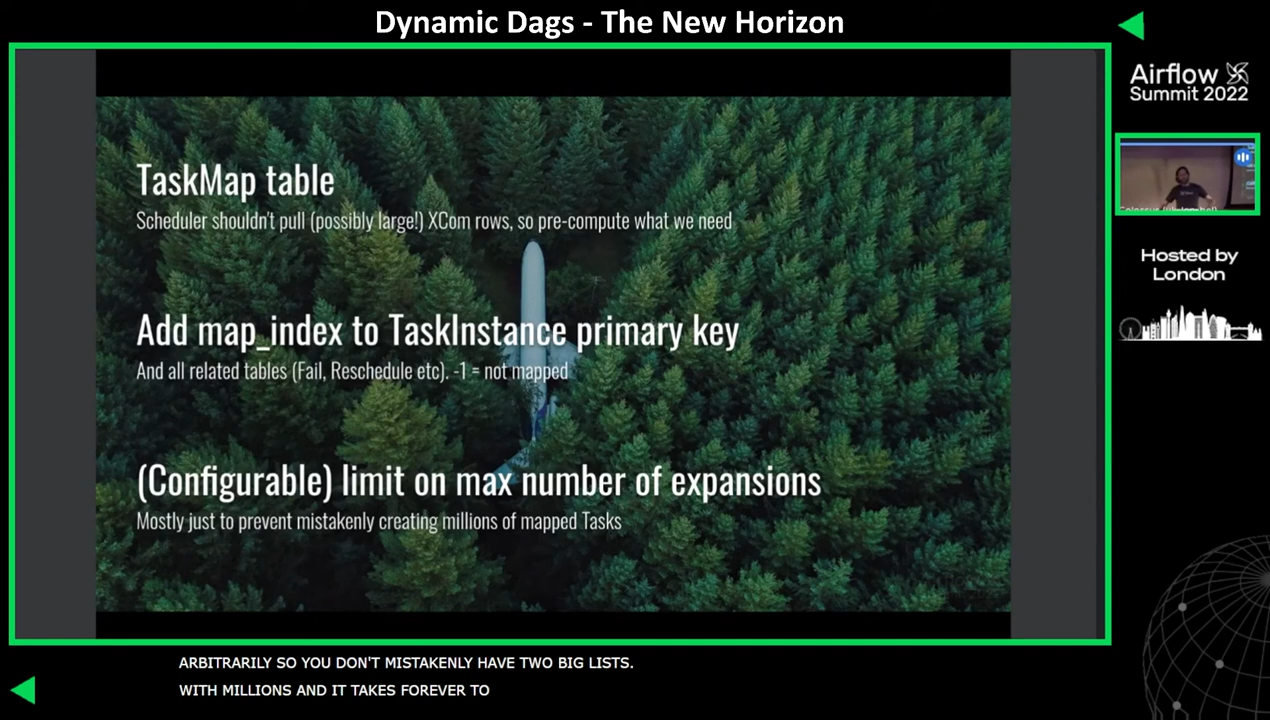 Dynamic Dags - The New Horizon
Airflow
Summit 2022
TaskMap table
Scheduler shouldn't pull (possibly large!) XCom rows, so pre-compute what we need
Add map_index to TaskInstance primary key
And all related tables (Fail, Reschedule etc). -1 = not mapped
(Configurable) limit on max number of expansions
Mostly just to prevent mistakenly creating millions of mapped Tasks
Hosted by
London
ARBITRARILY SO YOU DON'T MISTAKENLY HAVE TWO BIG LISTS.
WITH MILLIONS AND IT TAKES FOREVER TO